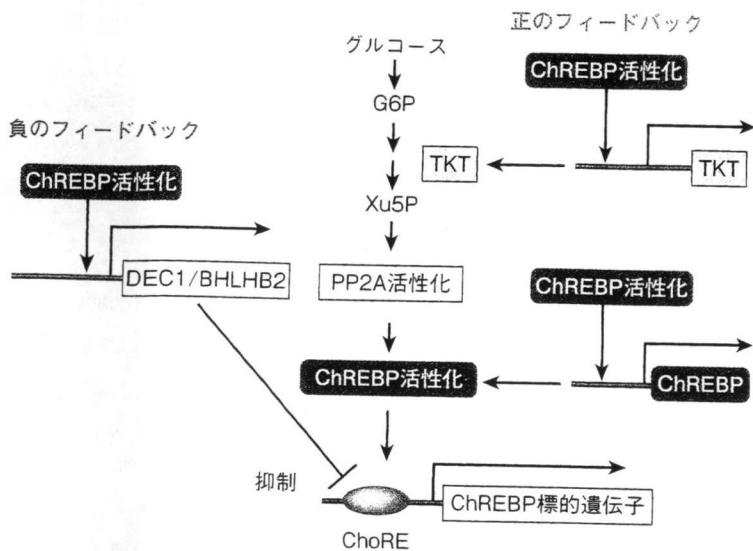 正のフィードバック
グルコース
ChREBP活性化
G6P
負のフィードバック
ChREBP活性化
TKT
TKT
Xu5P
DEC1/BHLHB2
PP2A活性化
ChREBP活性化
ChREBP活性化
ChREBP
抑制
ChREBP標的遺伝子
ChoRE